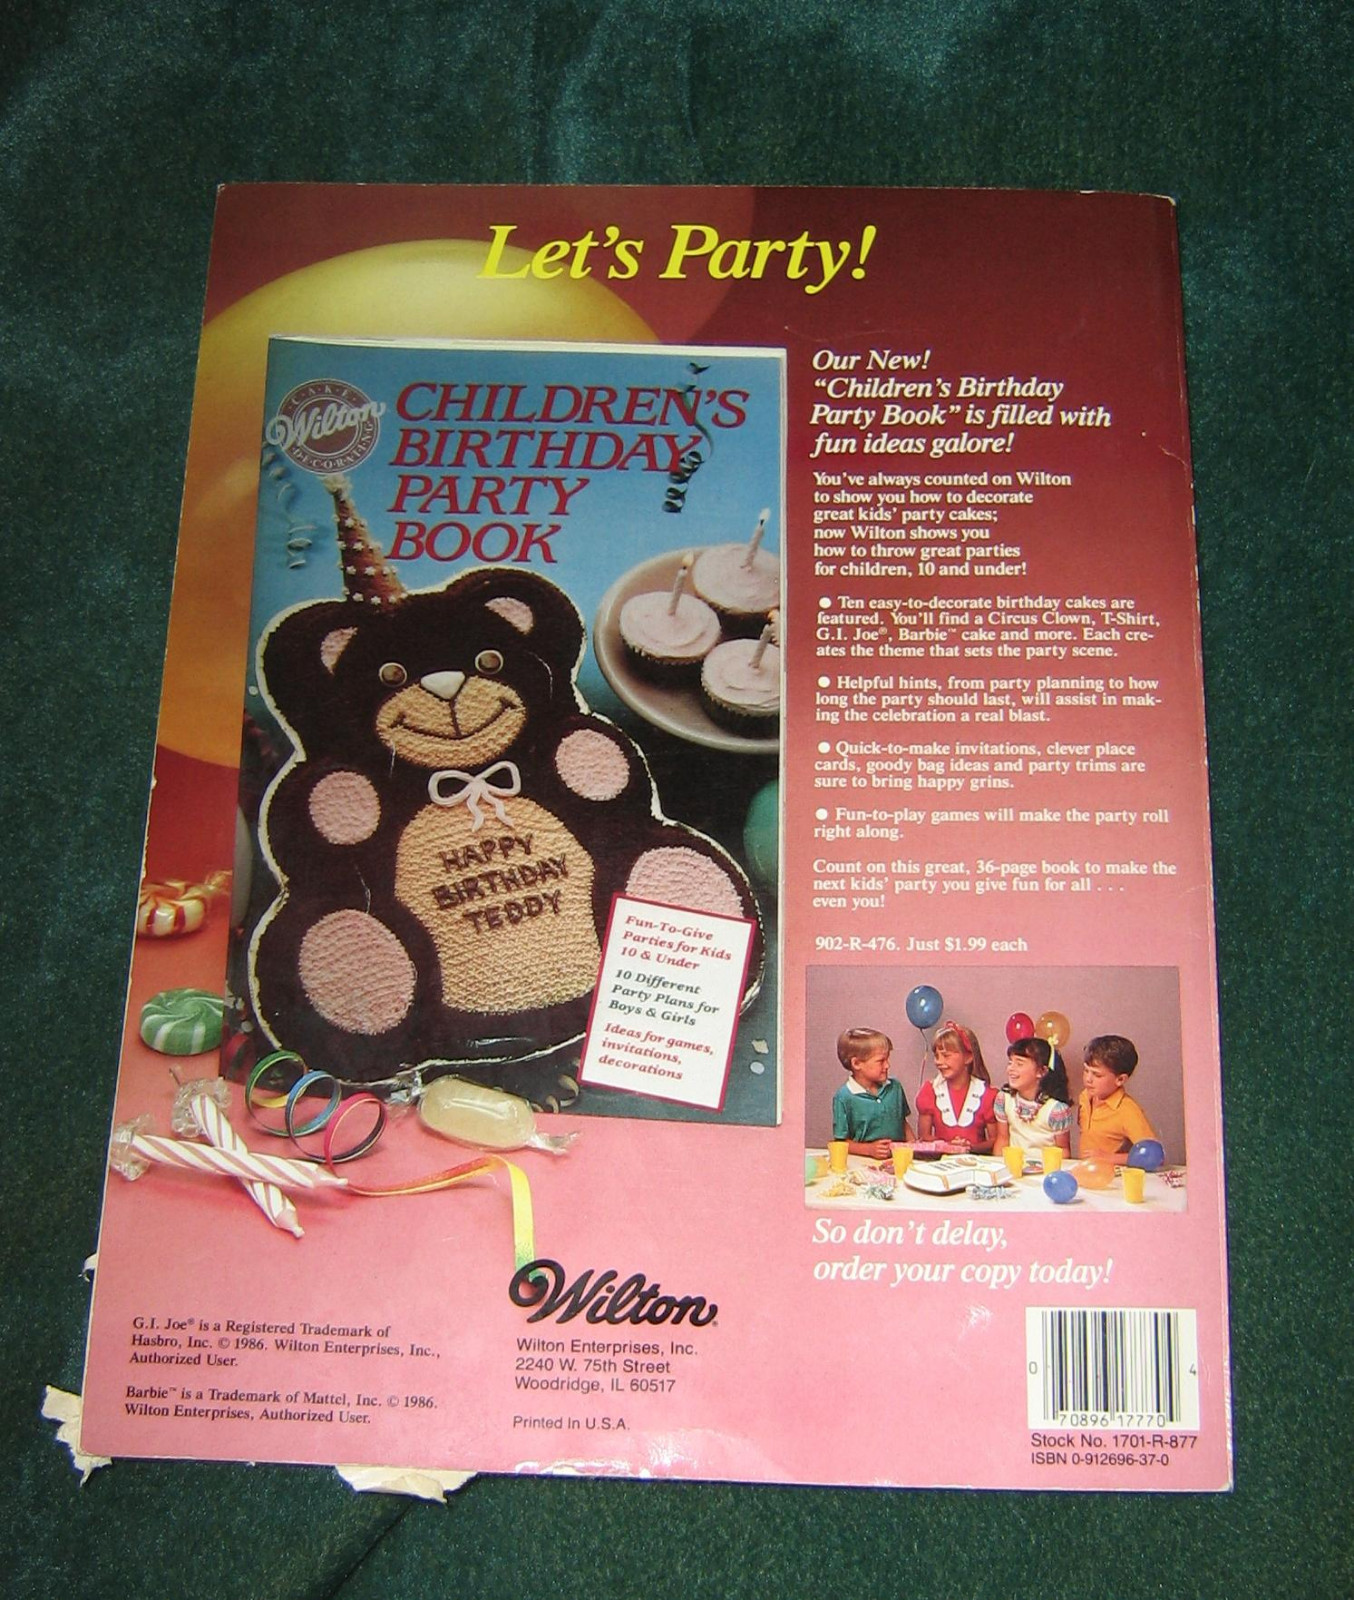 Let's Party!
CAKE
Wilton
DECORATING
CHILDREN'S
BIRTHDAY
PARTY
BOOK
HAPPY
BIRTHDAY
TEDDY
Fun-To-Give
Parties for Kids
10 & Under
10 Different
Party Plans for
Boys & Girls
Ideas for games,
invitations,
decorations
Our New!
“Children's Birthday
Party Book” is filled with
fun ideas galore!
You've always counted on Wilton
to show you how to decorate
great kids' party cakes;
now Wilton shows you
how to throw great parties
for children, 10 and under!
● Ten easy-to-decorate birthday cakes are
featured. You'll find a Circus Clown, T-Shirt,
G.I. Joe®, Barbie™ cake and more. Each cre-
ates the theme that sets the party scene.
● Helpful hints, from party planning to how
long the party should last, will assist in mak-
ing the celebration a real blast.
● Quick-to-make invitations, clever place
cards, goody bag ideas and party trims are
sure to bring happy grins.
● Fun-to-play games will make the party roll
right along.
Count on this great, 36-page book to make the
next kids' party you give fun for all . . .
even you!
902-R-476. Just $1.99 each
So don't delay,
order your copy today!
G.I. Joe® is a Registered Trademark of
Hasbro, Inc. © 1986. Wilton Enterprises, Inc.,
Authorized User.
Barbie™ is a Trademark of Mattel, Inc. © 1986.
Wilton Enterprises, Authorized User.
Wilton®
Wilton Enterprises, Inc.
2240 W. 75th Street
Woodridge, IL 60517
Printed In U.S.A.
0 70896 17770 4
Stock No. 1701-R-877
ISBN 0-912696-37-0